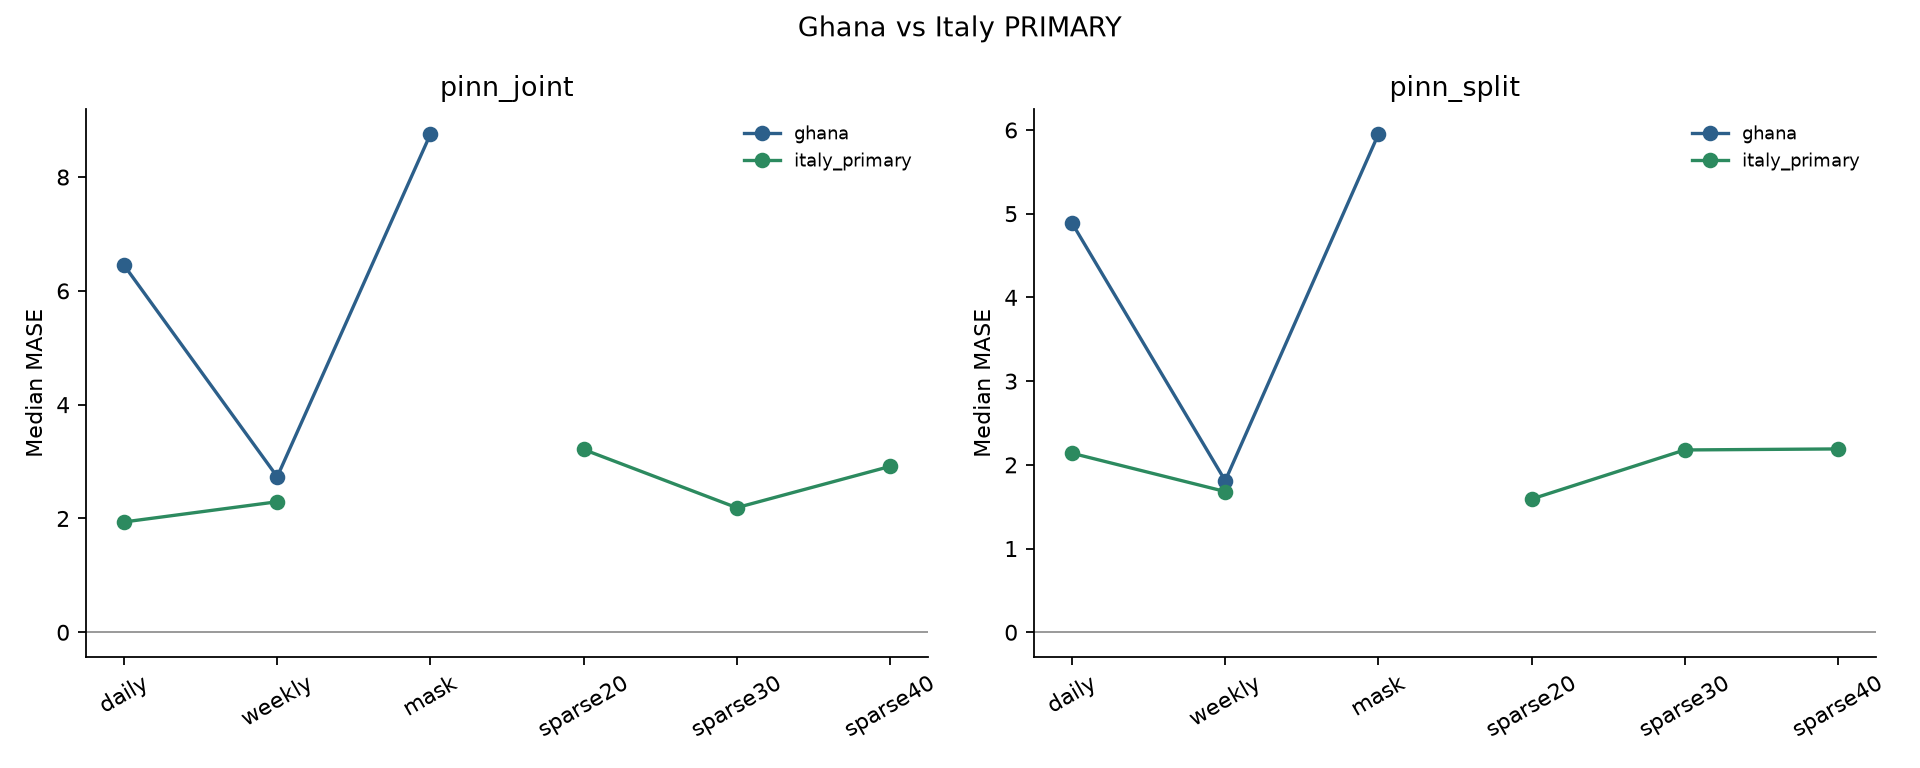 Ghana vs Italy PRIMARY
pinn_joint
ghana
italy_primary
Median MASE
8
6
4
2
0
daily
weekly
mask
sparse20
sparse30
sparse40
pinn_split
ghana
italy_primary
Median MASE
6
5
4
3
2
1
0
daily
weekly
mask
sparse20
sparse30
sparse40